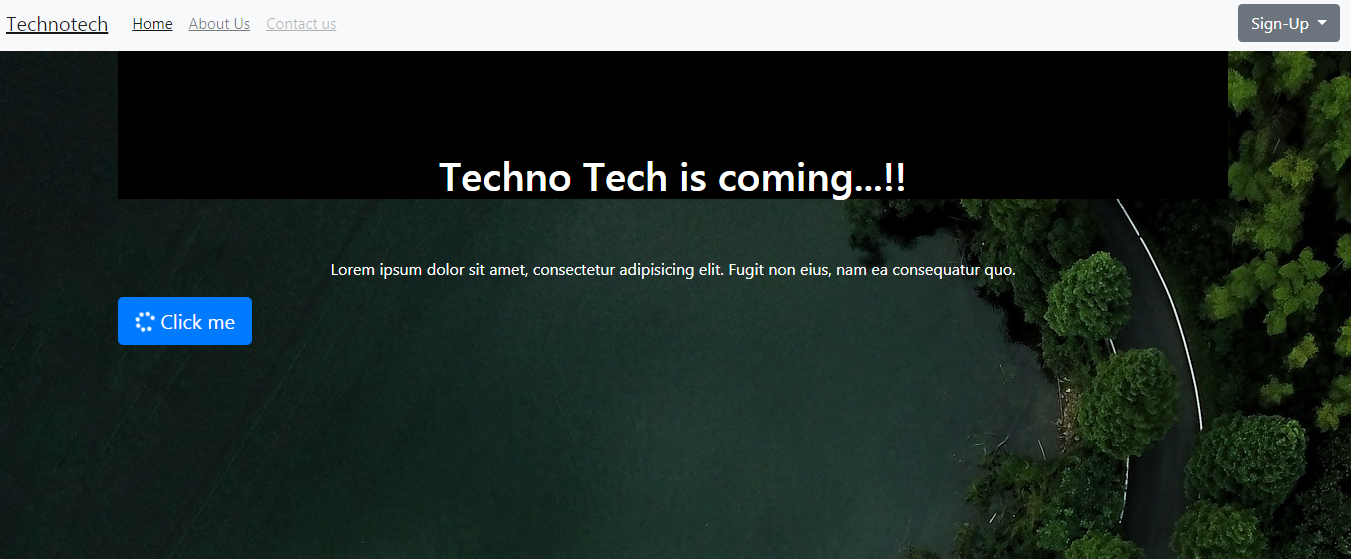 Technotech Home About Us Contact us Sign-Up
Techno Tech is coming...!!
Lorem ipsum dolor sit amet, consectetur adipisicing elit. Fugit non eius, nam ea consequatur quo.
Click me